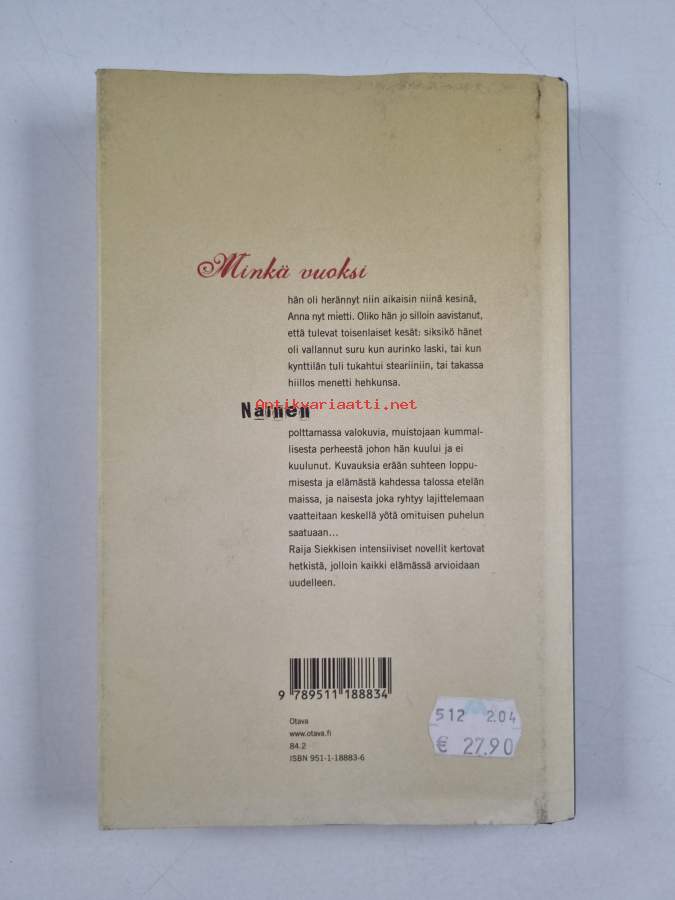 Minkä vuoksi
hän oli herännyt niin aikaisin niinä kesinä,
Anna nyt mietti. Oliko hän jo silloin aavistanut,
että tulevat toisenlaiset kesät: siksikö hänet
oli vallannut suru kun aurinko laski, tai kun
kynttilän tuli tukahtui steariiniin, tai takassa
hiillos menetti hehkunsa.
Antikvariaatti.net
Nainen
polttamassa valokuvia, muistojaan kummal-
lisesta perheestä johon hän kuului ja ei
kuulunut. Kuvauksia erään suhteen loppu-
misesta ja elämästä kahdessa talossa etelän
maissa, ja naisesta joka ryhtyy lajittelemaan
vaatteitaan keskellä yötä omituisen puhelun
saatuaan...
Raija Siekkisen intensiiviset novellit kertovat
hetkistä, jolloin kaikki elämässä arvioidaan
uudelleen.
9 789511 188834
Otava
www.otava.fi
84.2
ISBN 951-1-18883-6
512 2.04
€ 27.90